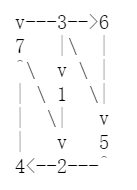 v---3-->6
7   |\  |
^\  | \ |
| \ v  \|
|  \1   \
|   \   v
|   \v  5
4<--2---^